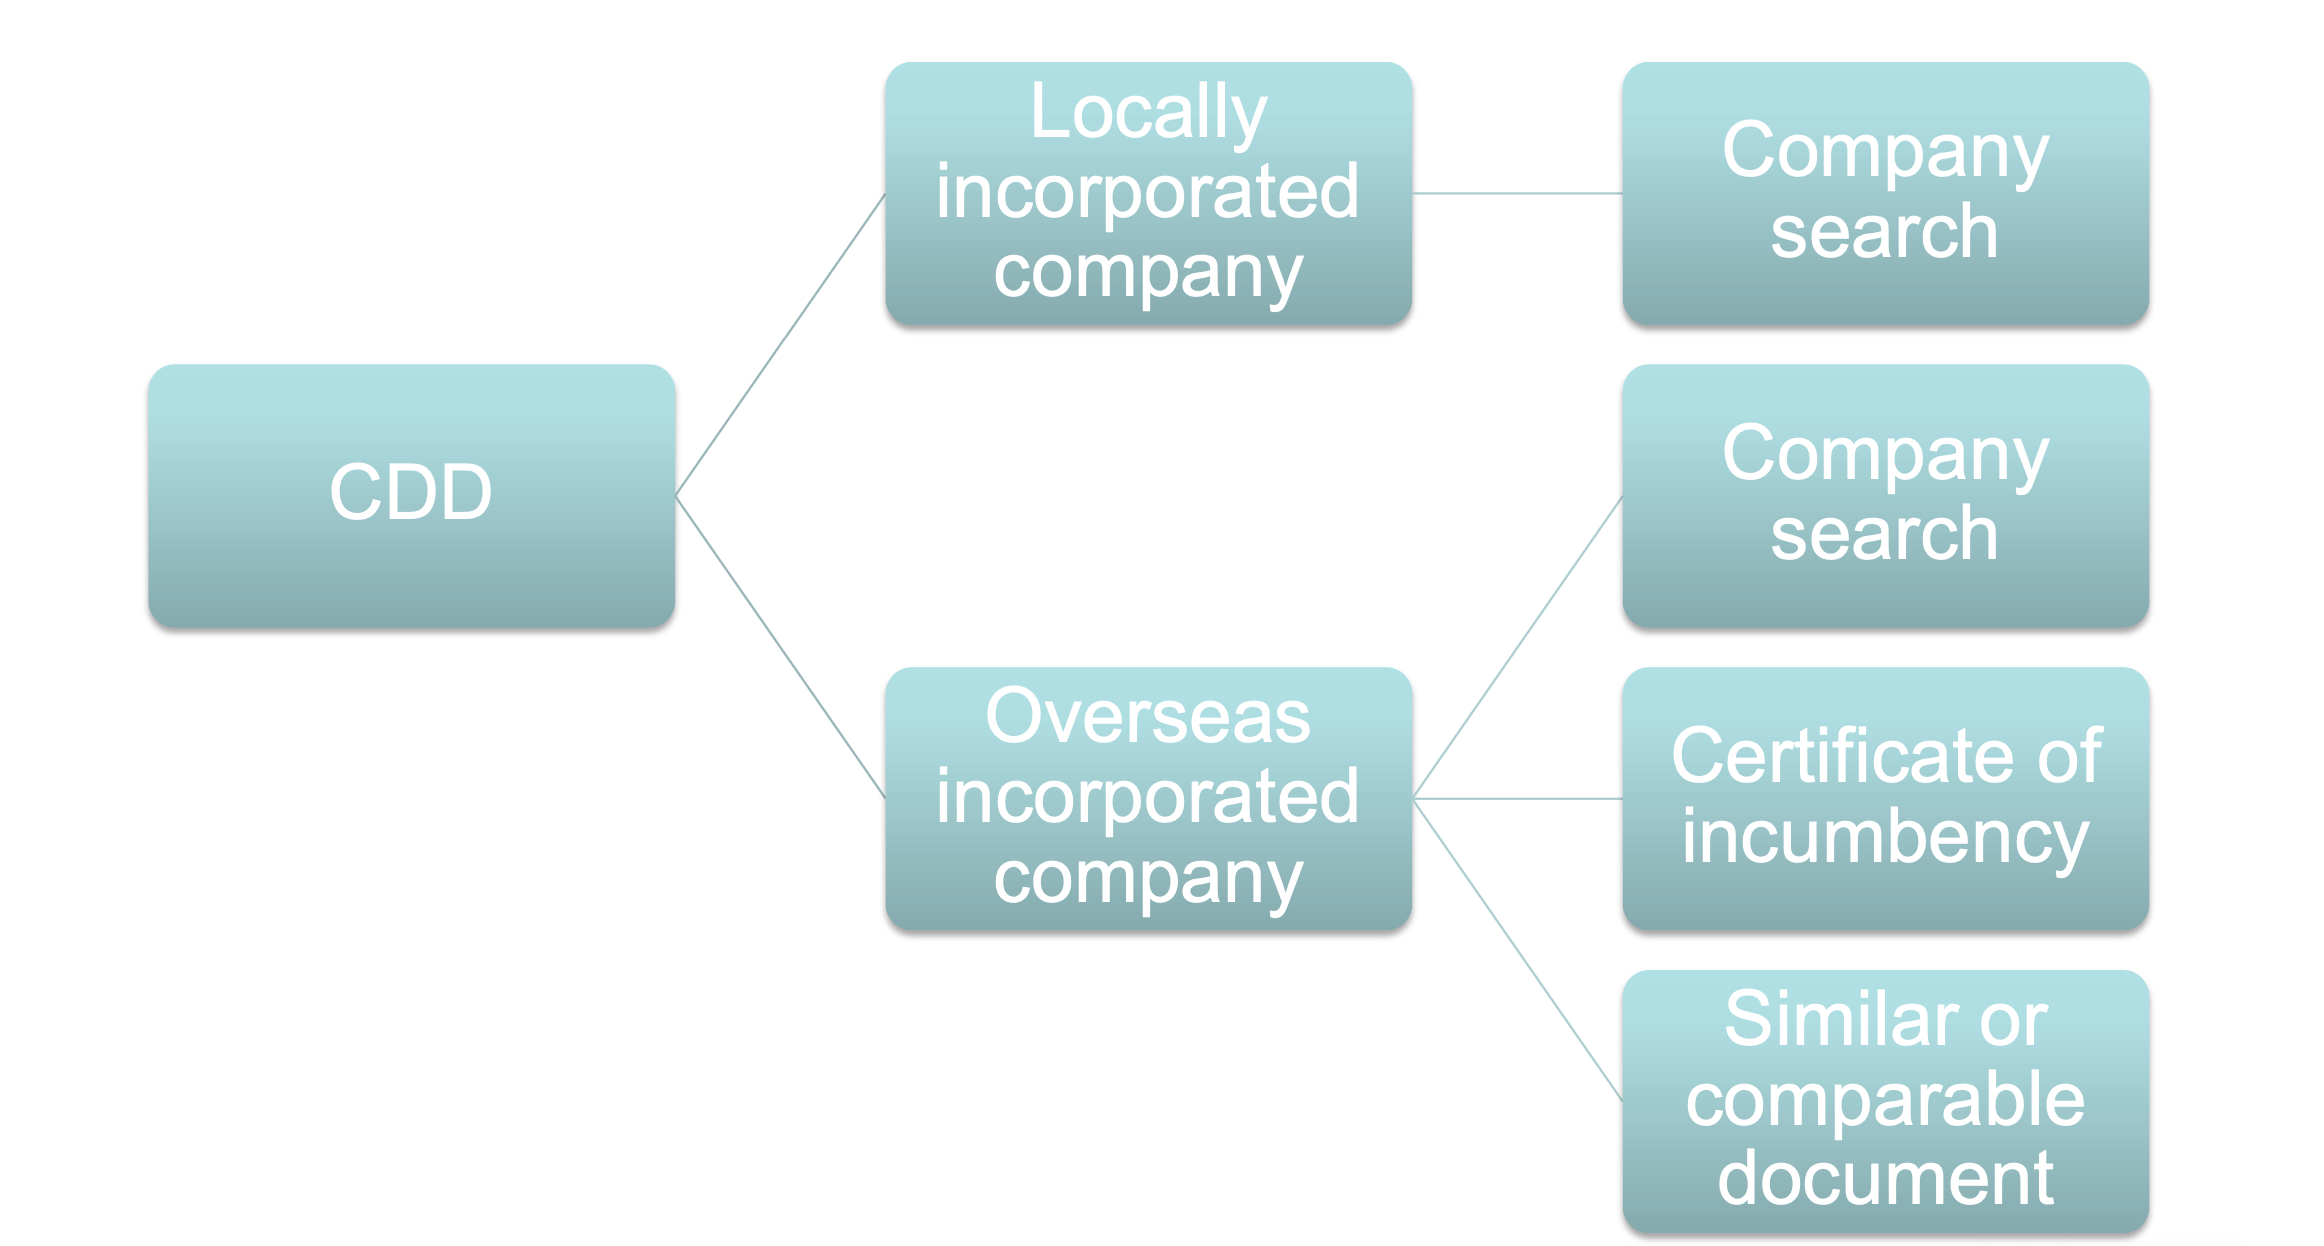 CDD
Locally
incorporated
company
Company
search
Overseas
incorporated
company
Company
search
Certificate of
incumbency
Similar or
comparable
document